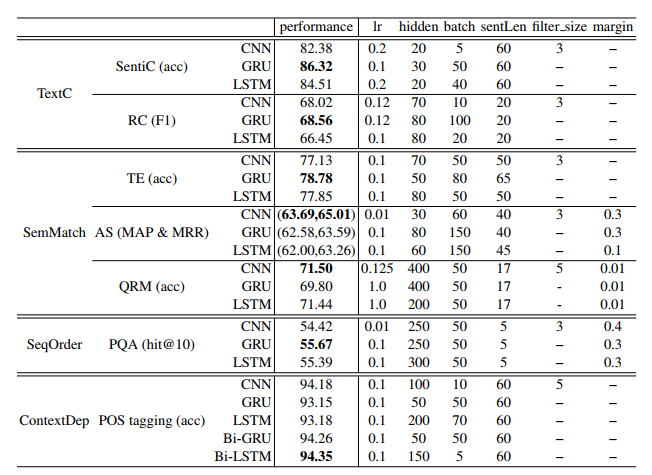 performance lr hidden batch sentLen filter_size margin
CNN 82.38 0.2 20 5 60 3 –
SentiC (acc) GRU 86.32 0.1 30 50 60 – –
LSTM 84.51 0.2 20 40 60 – –
TextC
CNN 68.02 0.12 70 10 20 3 –
RC (F1) GRU 68.56 0.12 80 100 20 – –
LSTM 66.45 0.1 80 20 20 – –
CNN 77.13 0.1 70 50 50 3 –
TE (acc) GRU 78.78 0.1 50 80 65 – –
LSTM 77.85 0.1 80 50 50 – –
CNN (63.69,65.01) 0.01 30 60 40 3 0.3
SemMatch AS (MAP & MRR) GRU (62.58,63.59) 0.1 80 150 40 – 0.3
LSTM (62.00,63.26) 0.1 60 150 45 – 0.1
CNN 71.50 0.125 400 50 17 5 0.01
QRM (acc) GRU 69.80 1.0 400 50 17 - 0.01
LSTM 71.44 1.0 200 50 17 - 0.01
CNN 54.42 0.01 250 50 5 3 0.4
SeqOrder PQA (hit@10) GRU 55.67 0.1 250 50 5 – 0.3
LSTM 55.39 0.1 300 50 5 – 0.3
CNN 94.18 0.1 100 10 60 5 –
GRU 93.15 0.1 50 50 60 – –
ContextDep POS tagging (acc) LSTM 93.18 0.1 200 70 60 – –
Bi-GRU 94.26 0.1 50 50 60 – –
Bi-LSTM 94.35 0.1 150 5 60 – –